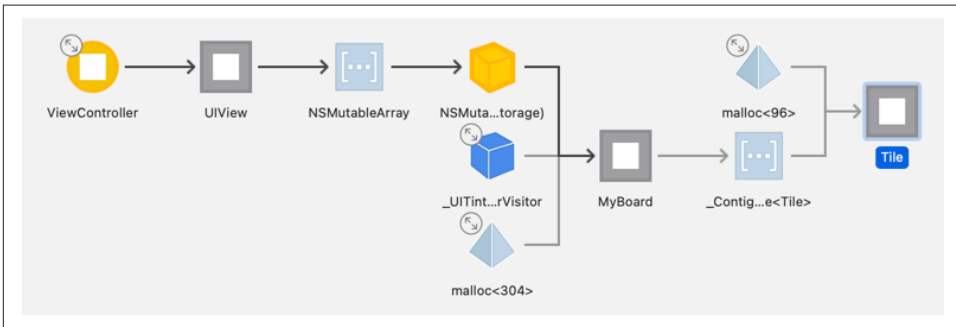 ViewController
UIView
NSMutableArray
NSMuta...torage)
malloc<96>
Tile
_UITint...rVisitor
MyBoard
_Contig...e<Tile>
malloc<304>